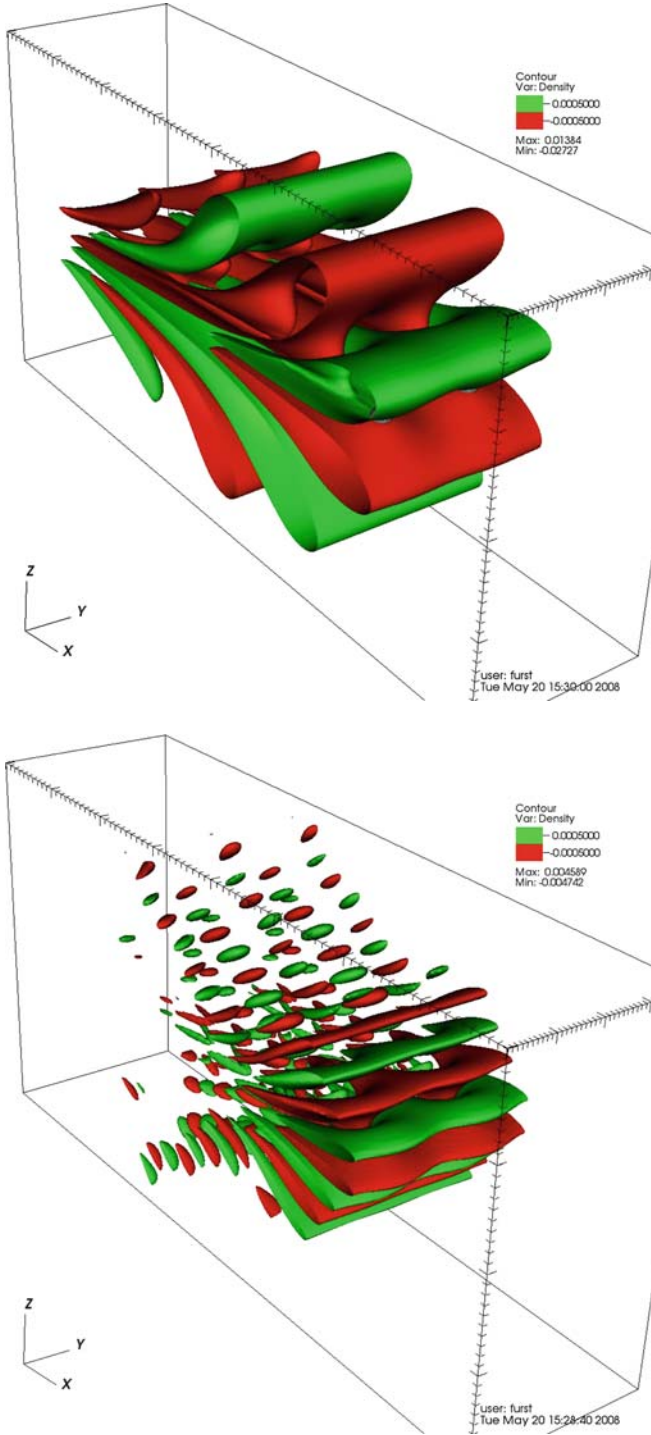 Contour
Var: Density
0.0005000
-0.0005000
Max: 0.01384
Min: -0.02727
Z
Y
X
user: furst
Tue May 20 15:30:00 2008
Contour
Var: Density
0.0005000
-0.0005000
Max: 0.004589
Min: -0.004742
Z
Y
X
user: furst
Tue May 20 15:28:40 2008